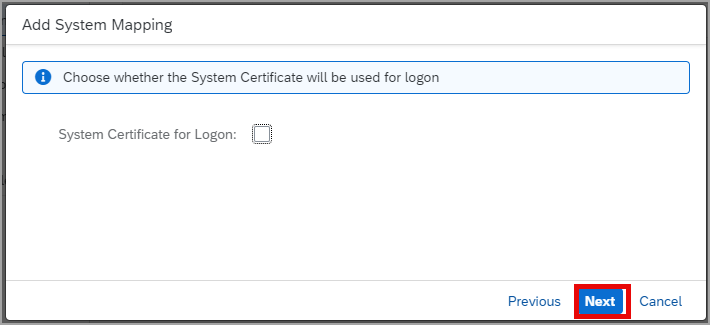 Add System Mapping
Choose whether the System Certificate will be used for logon
System Certificate for Logon:
Previous Next Cancel